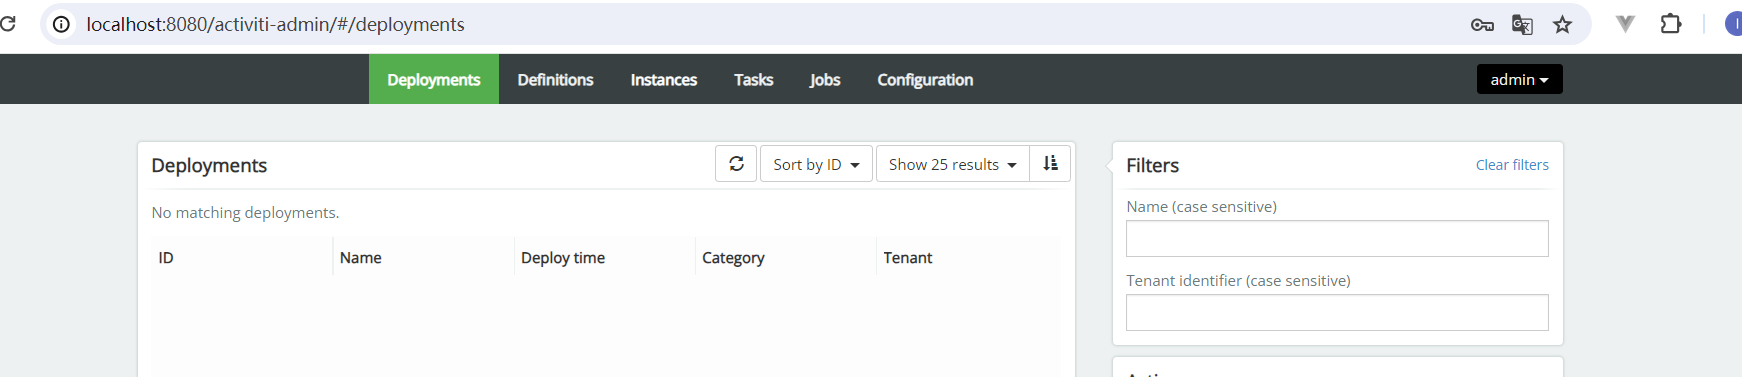 localhost:8080/activiti-admin/#/deployments
Deployments Definitions Instances Tasks Jobs Configuration admin
Deployments Sort by ID Show 25 results
No matching deployments.
ID Name Deploy time Category Tenant
Filters Clear filters
Name (case sensitive)
Tenant identifier (case sensitive)